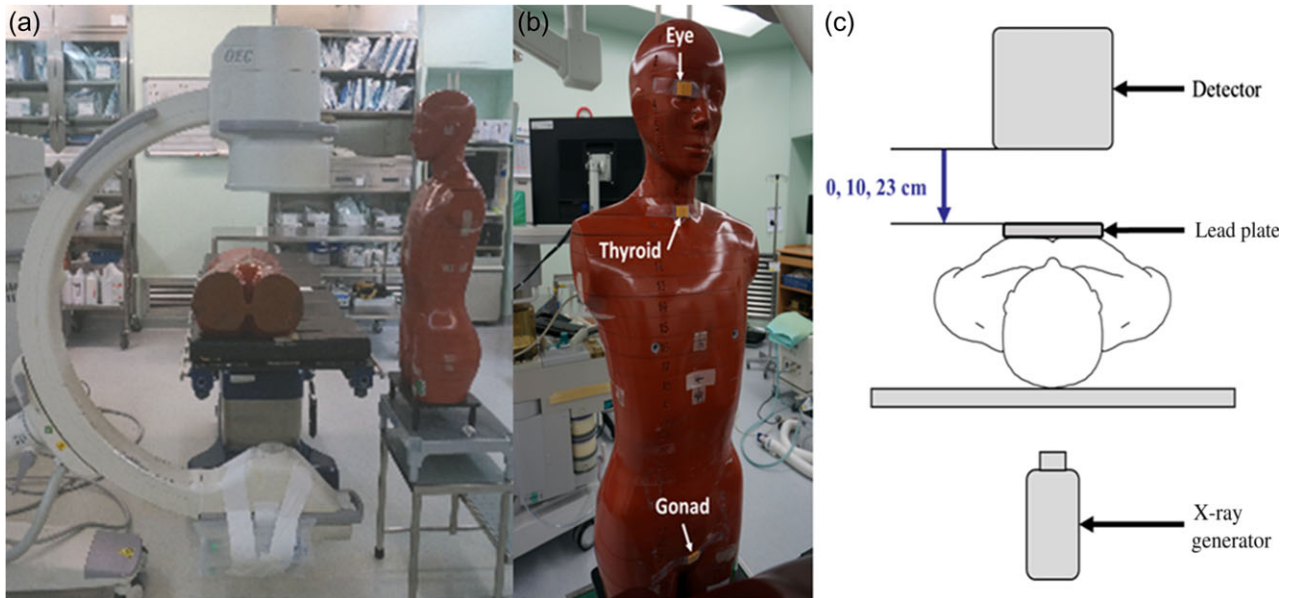 (a)
OEC
(b)
Eye
Thyroid
Gonad
(c)
Detector
0, 10, 23 cm
Lead plate
X-ray
generator